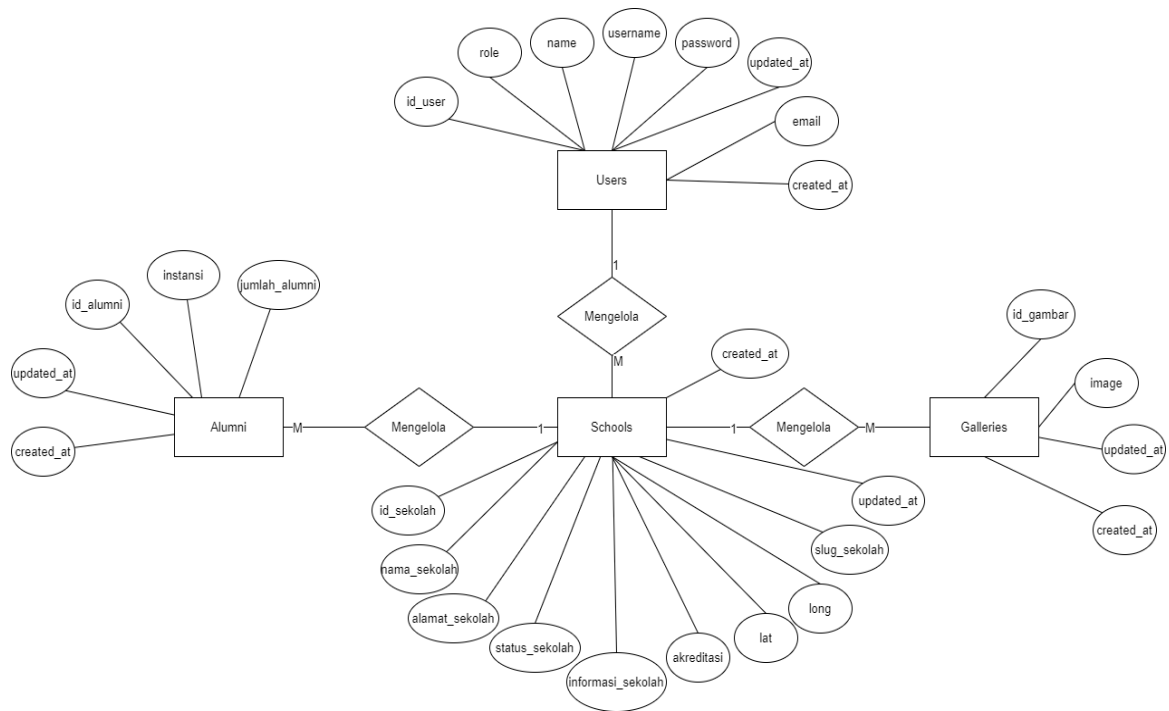 username
name
password
role
updated_at
id_user
email
Users
created_at
1
instansi
jumlah_alumni
id_alumni
id_gambar
Mengelola
created_at
M
updated_at
image
Alumni
M
Mengelola
1
Schools
1
Mengelola
M
Galleries
created_at
updated_at
updated_at
id_sekolah
created_at
slug_sekolah
nama_sekolah
long
alamat_sekolah
lat
status_sekolah
akreditasi
informasi_sekolah